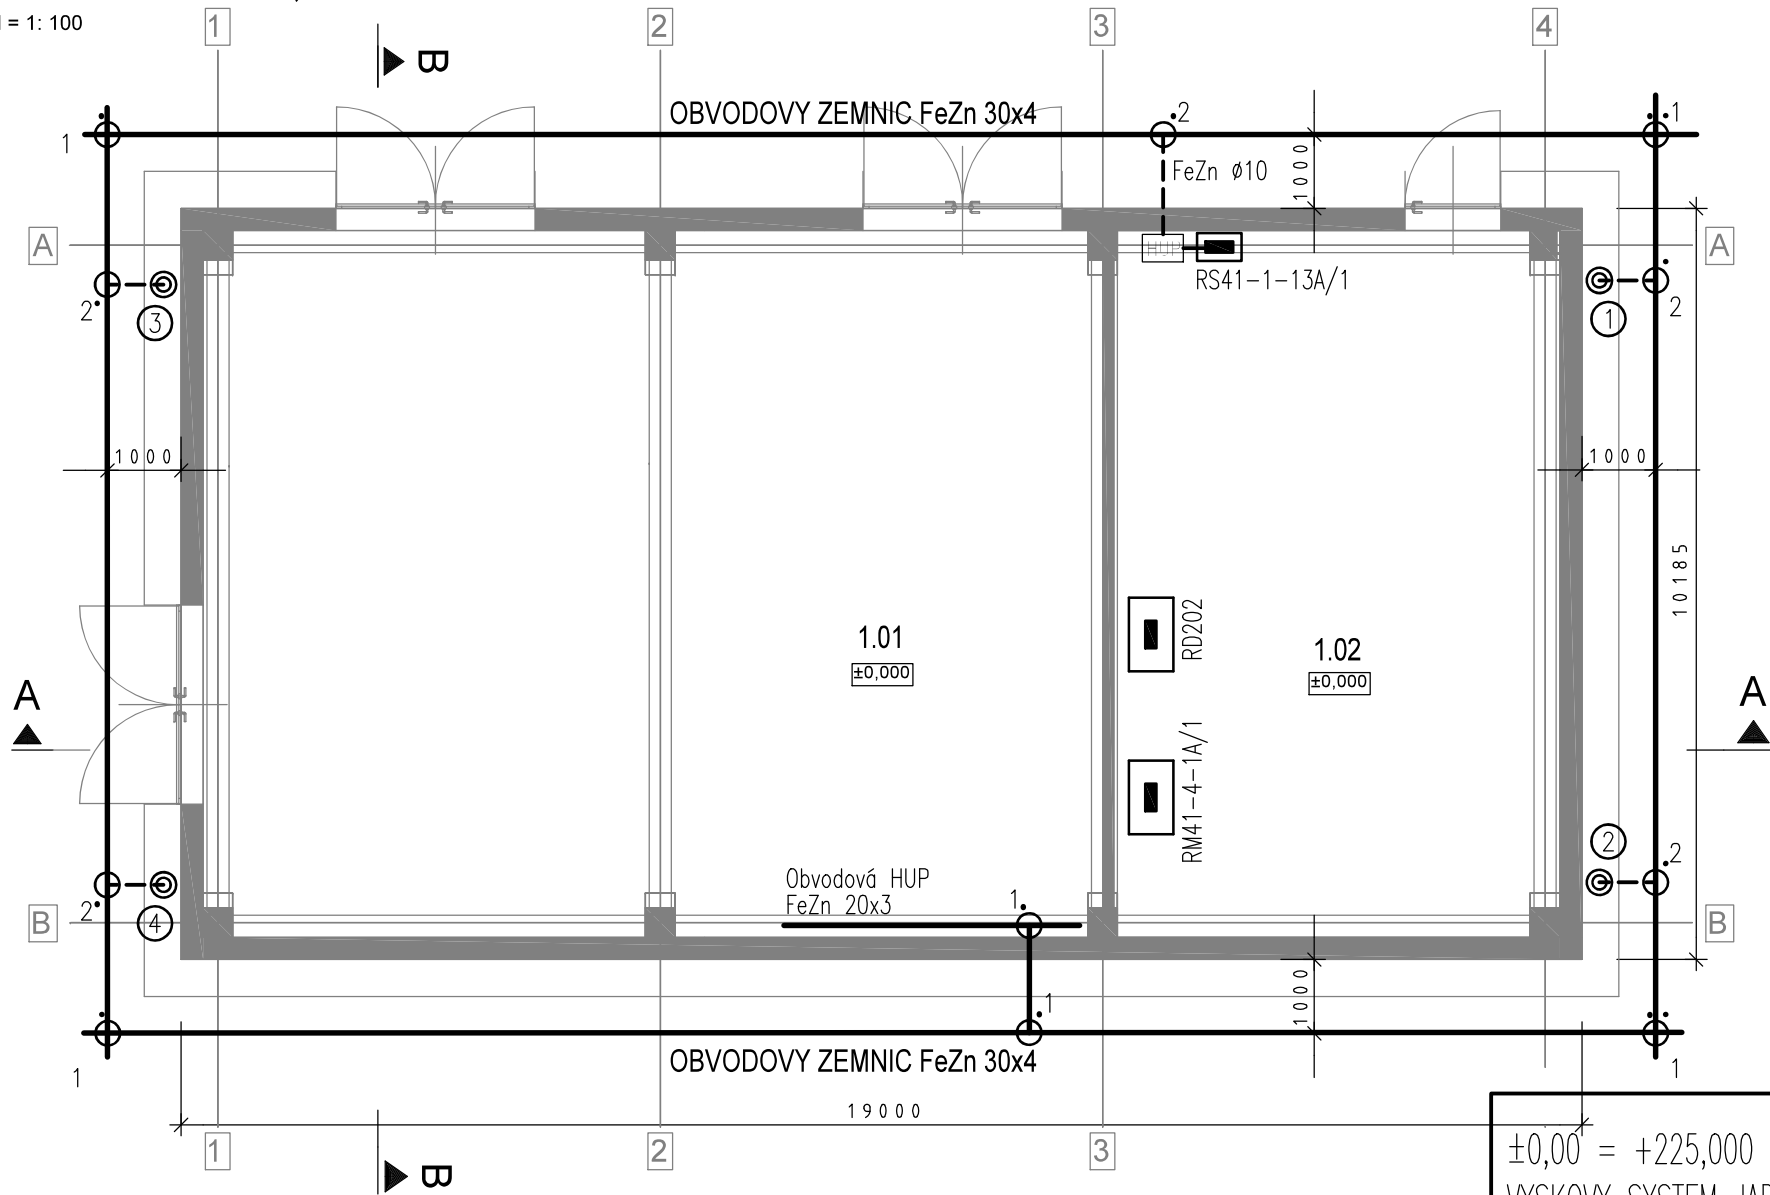 = 1: 100
1
2
3
4
B
OBVODOVY ZEMNIC FeZn 30x4
1
2
1
FeZn ø10
1000
A
HUP
A
RS41-1-13A/1
2
3
1
2
1000
1000
10185
1.01
±0,000
RD202
1.02
±0,000
A
A
RM41-4-1A/1
2
2
Obvodová HUP
FeZn 20x3
1
2
4
B
B
1000
1
OBVODOVY ZEMNIC FeZn 30x4
1
1
19000
1
2
3
B
±0,00 = +225,000
VYSKOVY SYSTEM